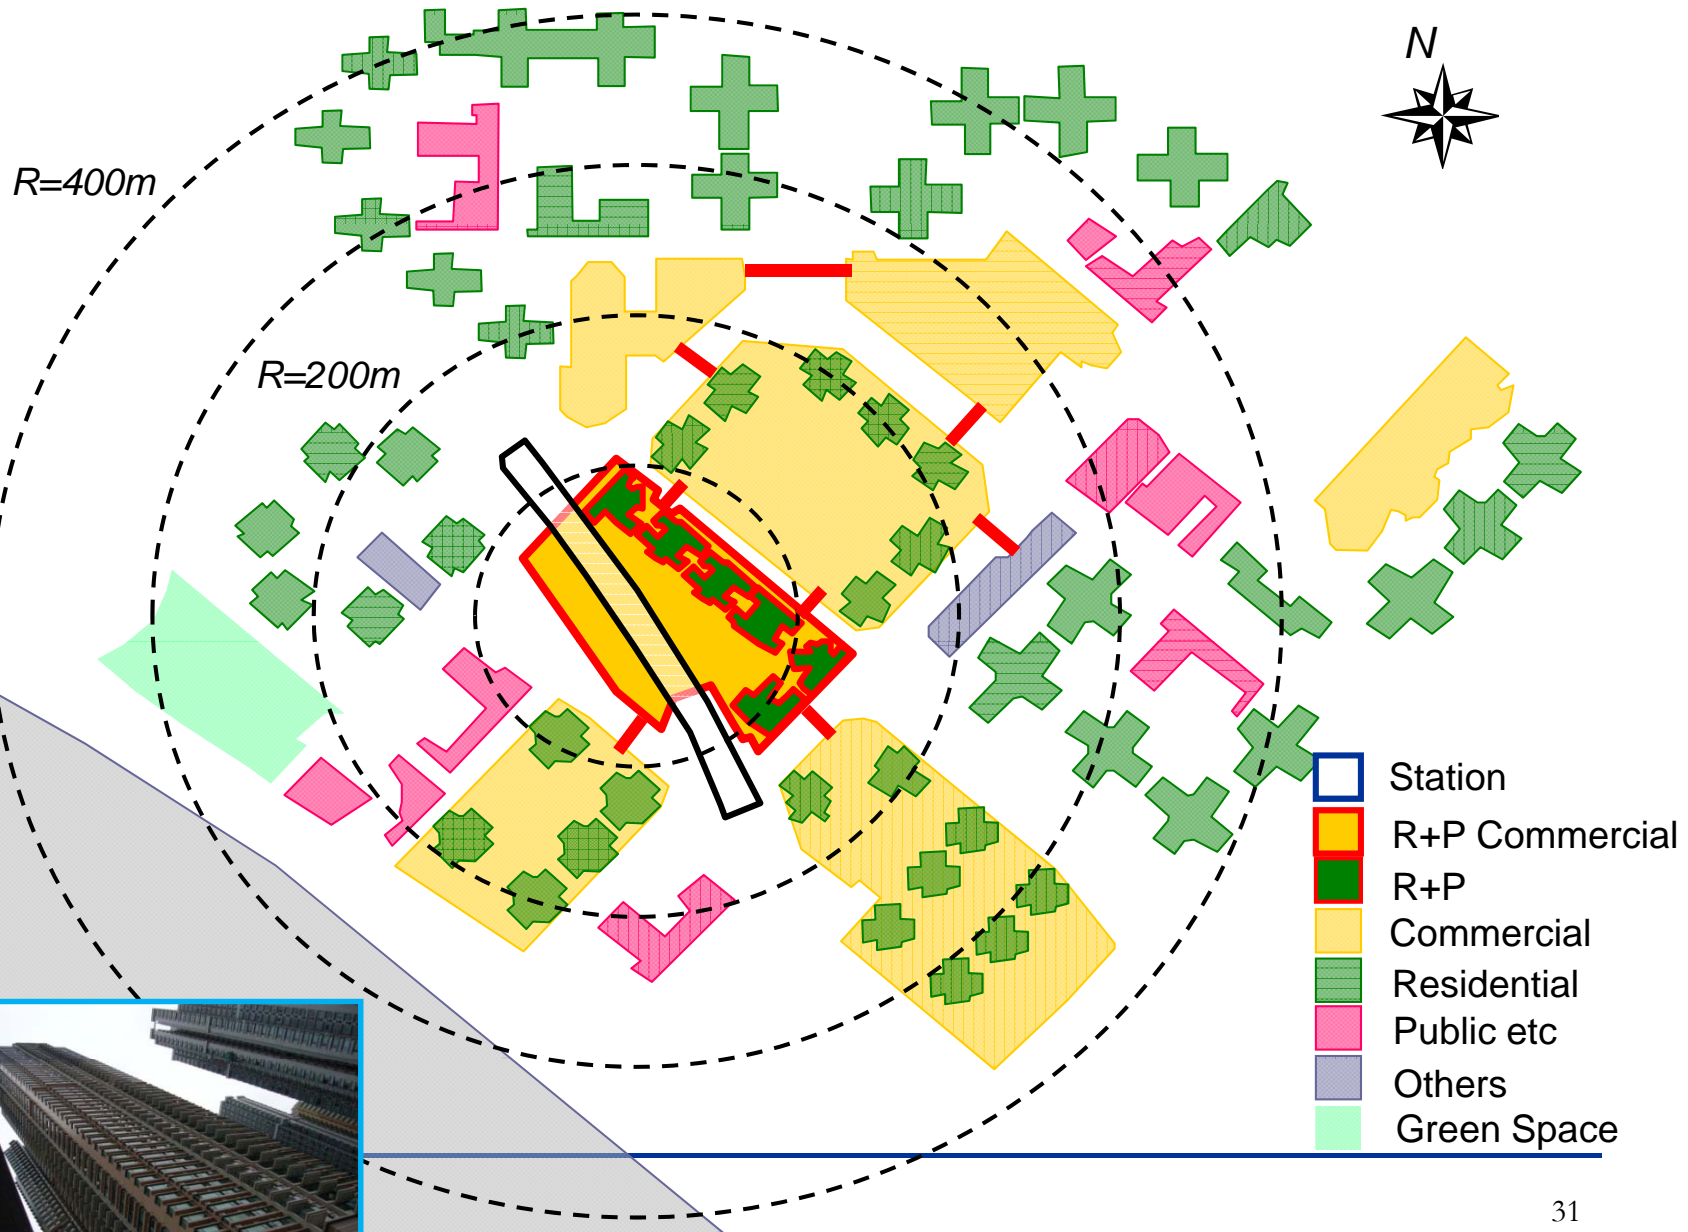 N
R=400m
R=200m
Station
R+P Commercial
R+P
Commercial
Residential
Public etc
Others
Green Space
31